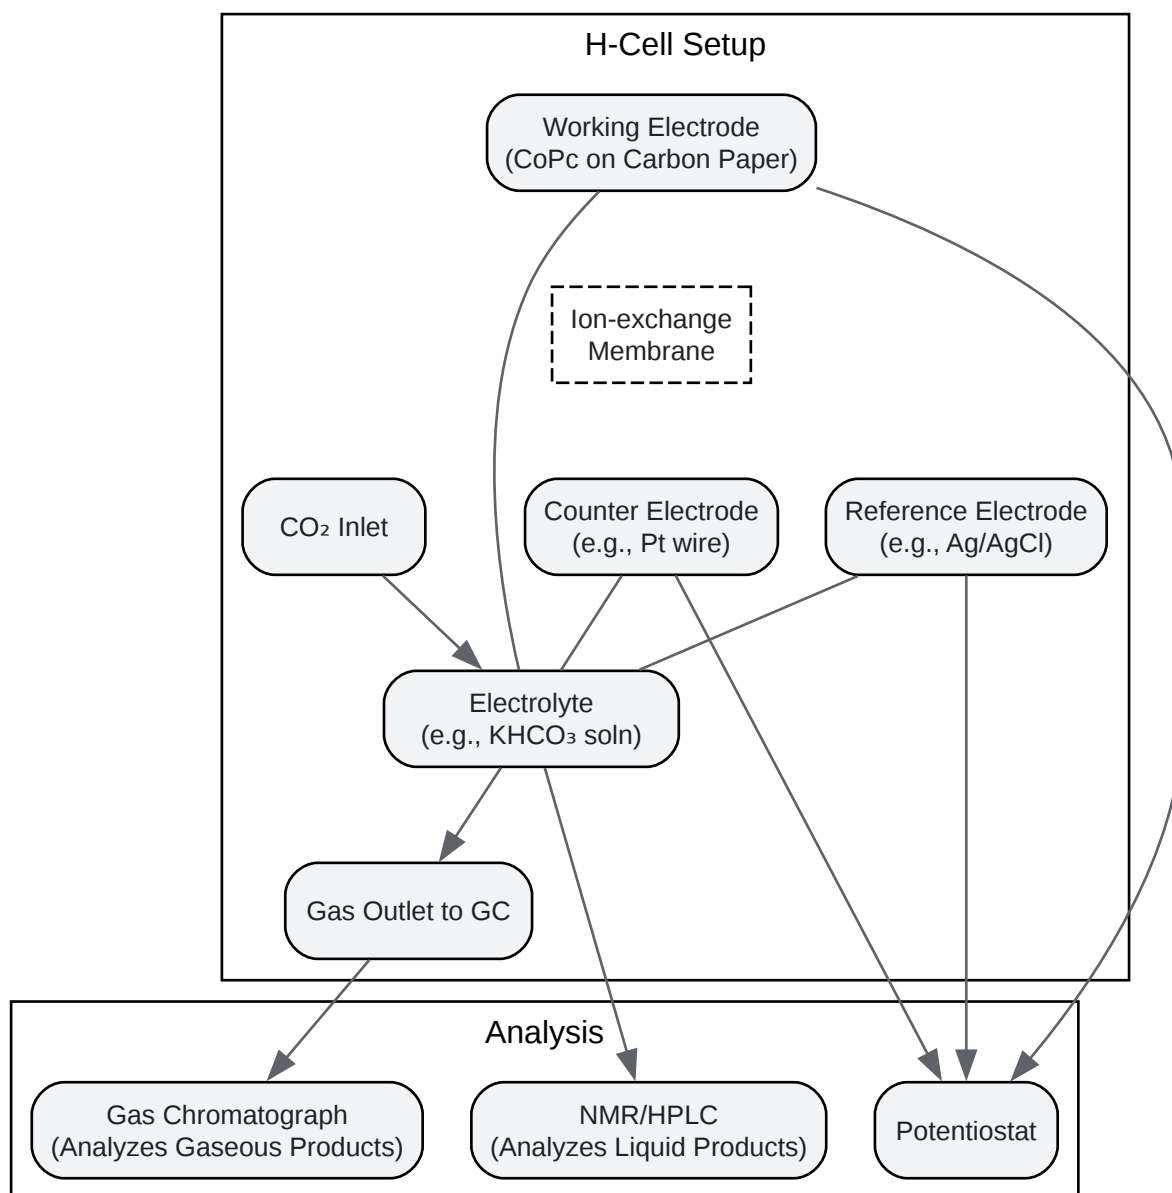 H-Cell Setup
Working Electrode
(CoPc on Carbon Paper)
Ion-exchange
Membrane
CO₂ Inlet
Counter Electrode
(e.g., Pt wire)
Reference Electrode
(e.g., Ag/AgCl)
Electrolyte
(e.g., KHCO₃ soln)
Gas Outlet to GC
Analysis
Gas Chromatograph
(Analyzes Gaseous Products)
NMR/HPLC
(Analyzes Liquid Products)
Potentiostat